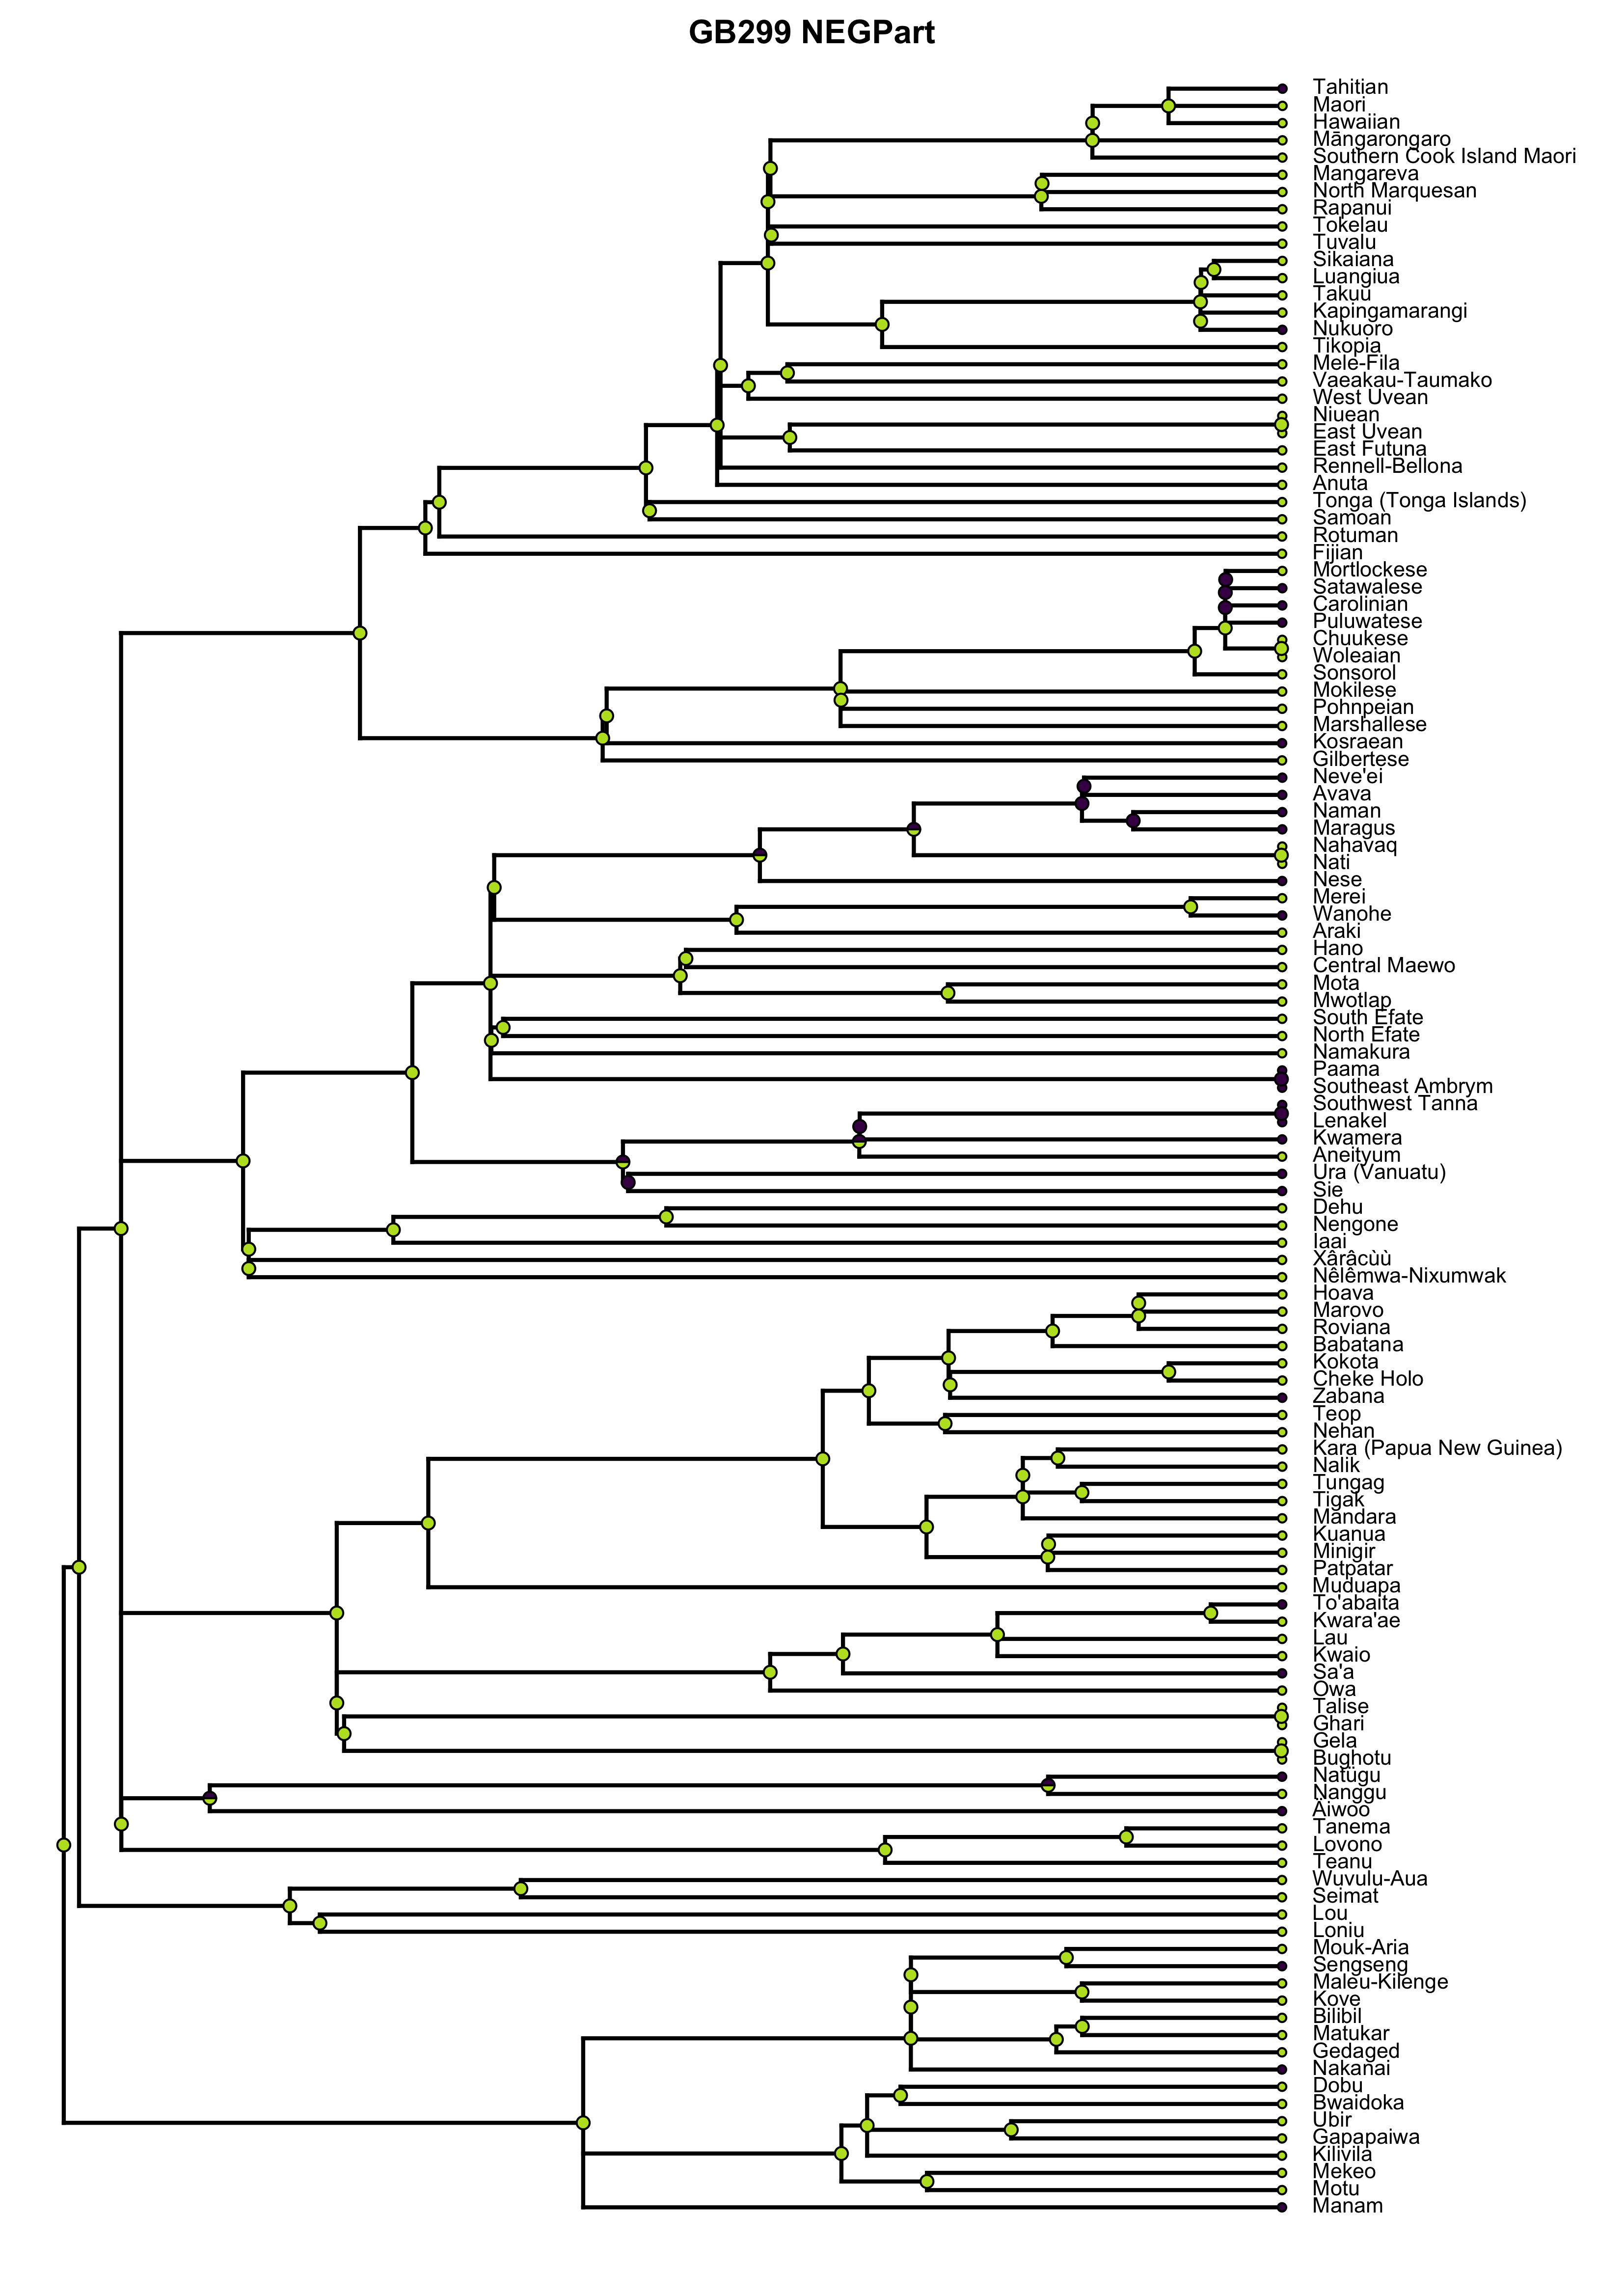 GB299 NEGPart
Tahitian
Maori
Hawaiian
Māngarongaro
Southern Cook Island Maori
Mangareva
North Marquesan
Rapanui
Tokelau
Tuvalu
Sikaiana
Luangiua
Takuu
Kapingamarangi
Nukuoro
Tikopia
Mele-Fila
Vaeakau-Taumako
West Uvean
Niuean
East Uvean
East Futuna
Rennell-Bellona
Anuta
Tonga (Tonga Islands)
Samoan
Rotuman
Fijian
Mortlockese
Satawalese
Carolinian
Puluwatese
Chuukese
Woleaian
Sonsorol
Mokilese
Pohnpeian
Marshallese
Kosraean
Gilbertese
Neve'ei
Avava
Naman
Maragus
Nahavaq
Nati
Nese
Merei
Wanohe
Araki
Hano
Central Maewo
Mota
Mwotlap
South Efate
North Efate
Namakura
Paama
Southeast Ambrym
Southwest Tanna
Lenakel
Kwamera
Aneityum
Ura (Vanuatu)
Sie
Dehu
Nengone
Iaai
Xârâcùù
Nêlêmwa-Nixumwak
Hoava
Marovo
Roviana
Babatana
Kokota
Cheke Holo
Zabana
Teop
Nehan
Kara (Papua New Guinea)
Nalik
Tungag
Tigak
Mandara
Kuanua
Minigir
Patpatar
Muduapa
To'abaita
Kwara'ae
Lau
Kwaio
Sa'a
Owa
Talise
Ghari
Gela
Bughotu
Natügu
Nanggu
Äiwoo
Tanema
Lovono
Teanu
Wuvulu-Aua
Seimat
Lou
Loniu
Mouk-Aria
Sengseng
Maleu-Kilenge
Kove
Bilibil
Matukar
Gedaged
Nakanai
Dobu
Bwaidoka
Ubir
Gapapaiwa
Kilivila
Mekeo
Motu
Manam